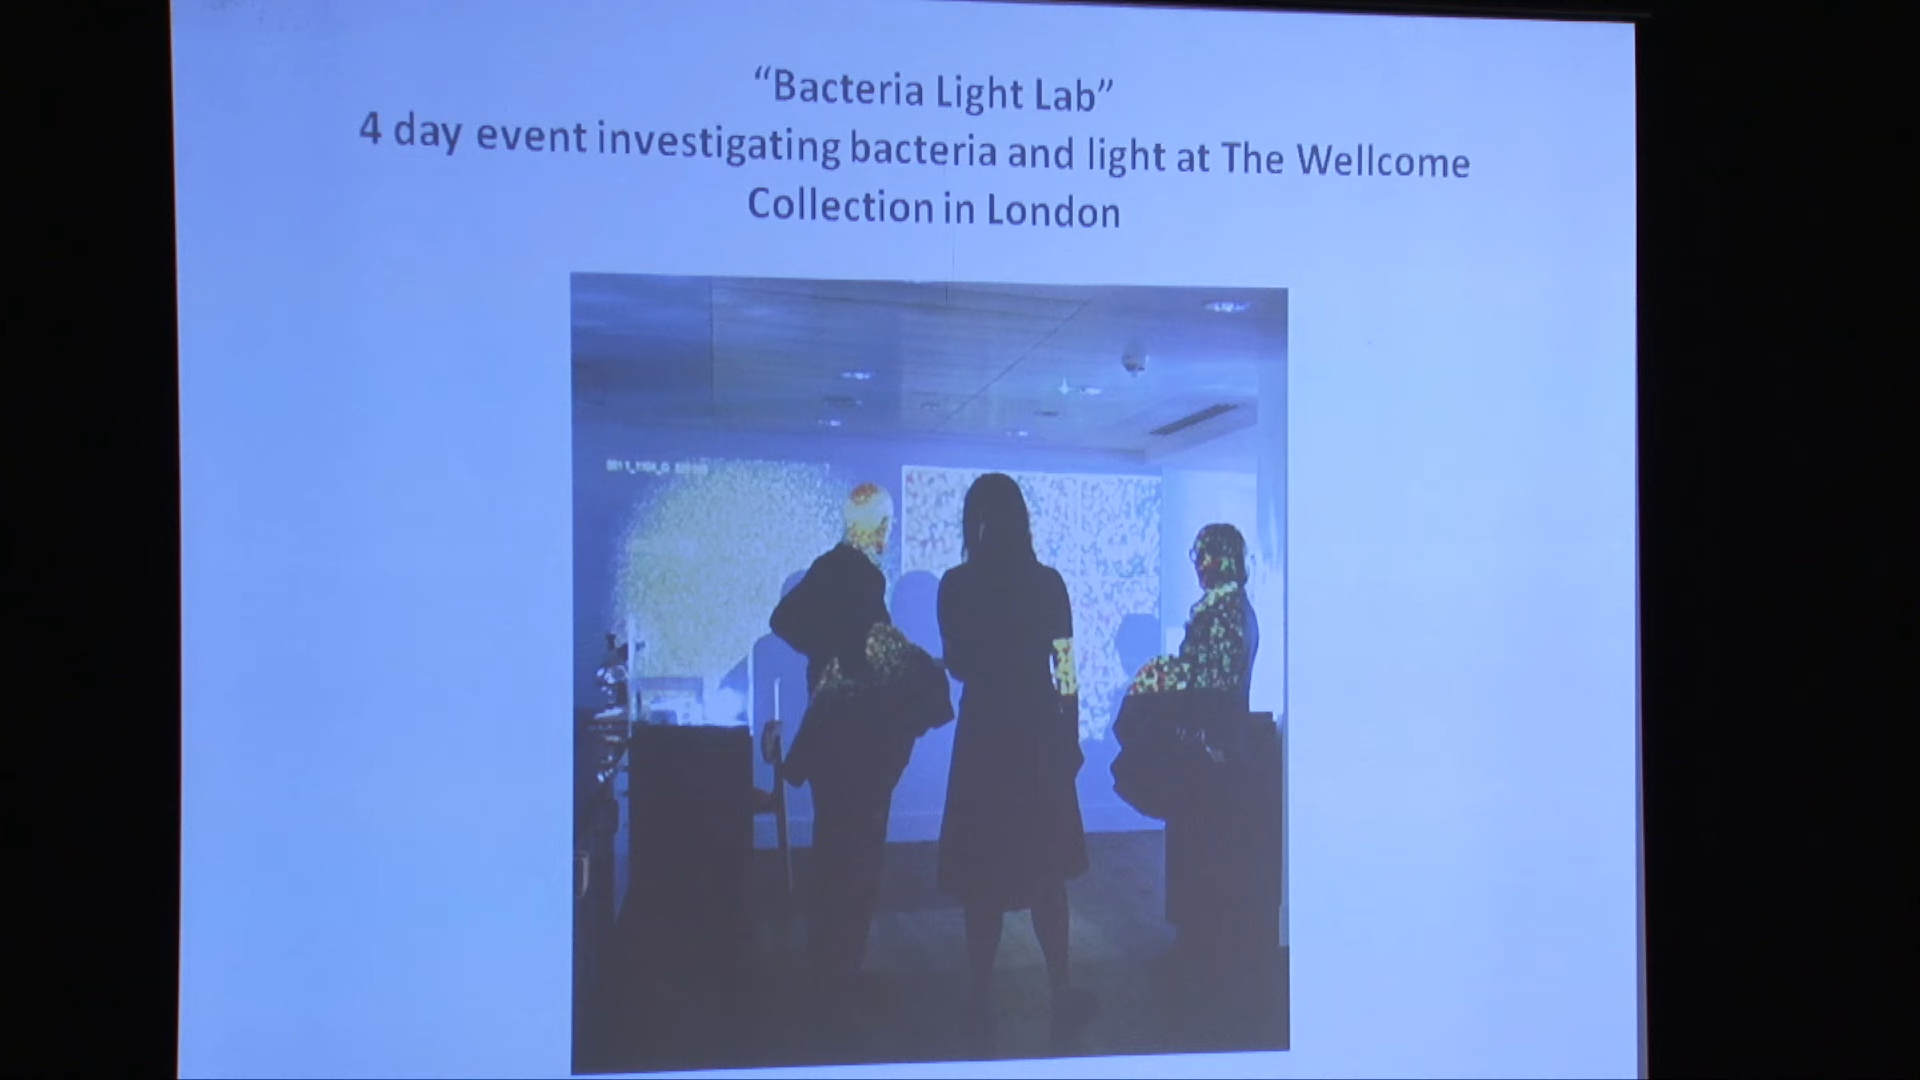 “Bacteria Light Lab”
4 day event investigating bacteria and light at The Wellcome
Collection in London